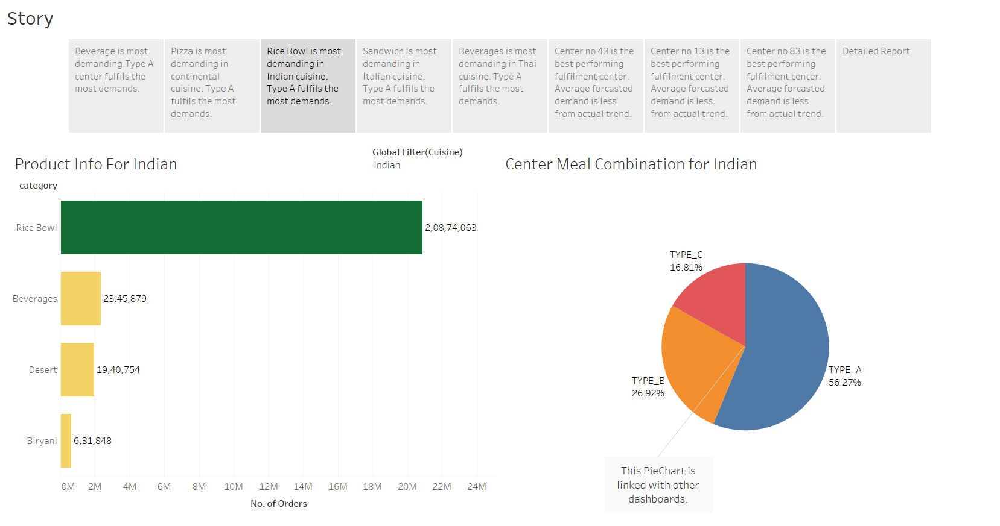 Story
Beverage is most
demanding.Type A
center fulfils the
most demands.
Pizza is most
demanding in
continental
cuisine. Type A
fulfils the most
demands.
Rice Bowl is most
demanding in
Indian cuisine.
Type A fulfils the
most demands.
Sandwich is most
demanding in
Italian cuisine.
Type A fulfils the
most demands.
Beverages is most
demanding in Thai
cuisine. Type A
fulfils the most
demands.
Center no 43 is the
best performing
fulfilment center.
Average forcasted
demand is less
from actual trend.
Center no 13 is the
best performing
fulfilment center.
Average forcasted
demand is less
from actual trend.
Center no 83 is the
best performing
fulfilment center.
Average forcasted
demand is less
from actual trend.
Detailed Report
Product Info For Indian
Global Filter(Cuisine)
Indian
category
Rice Bowl
2,08,74,063
Beverages
23,45,879
Desert
19,40,754
Biryani
6,31,848
0M 2M 4M 6M 8M 10M 12M 14M 16M 18M 20M 22M 24M
No. of Orders
Center Meal Combination for Indian
TYPE_C
16.81%
TYPE_A
56.27%
TYPE_B
26.92%
This PieChart is
linked with other
dashboards.